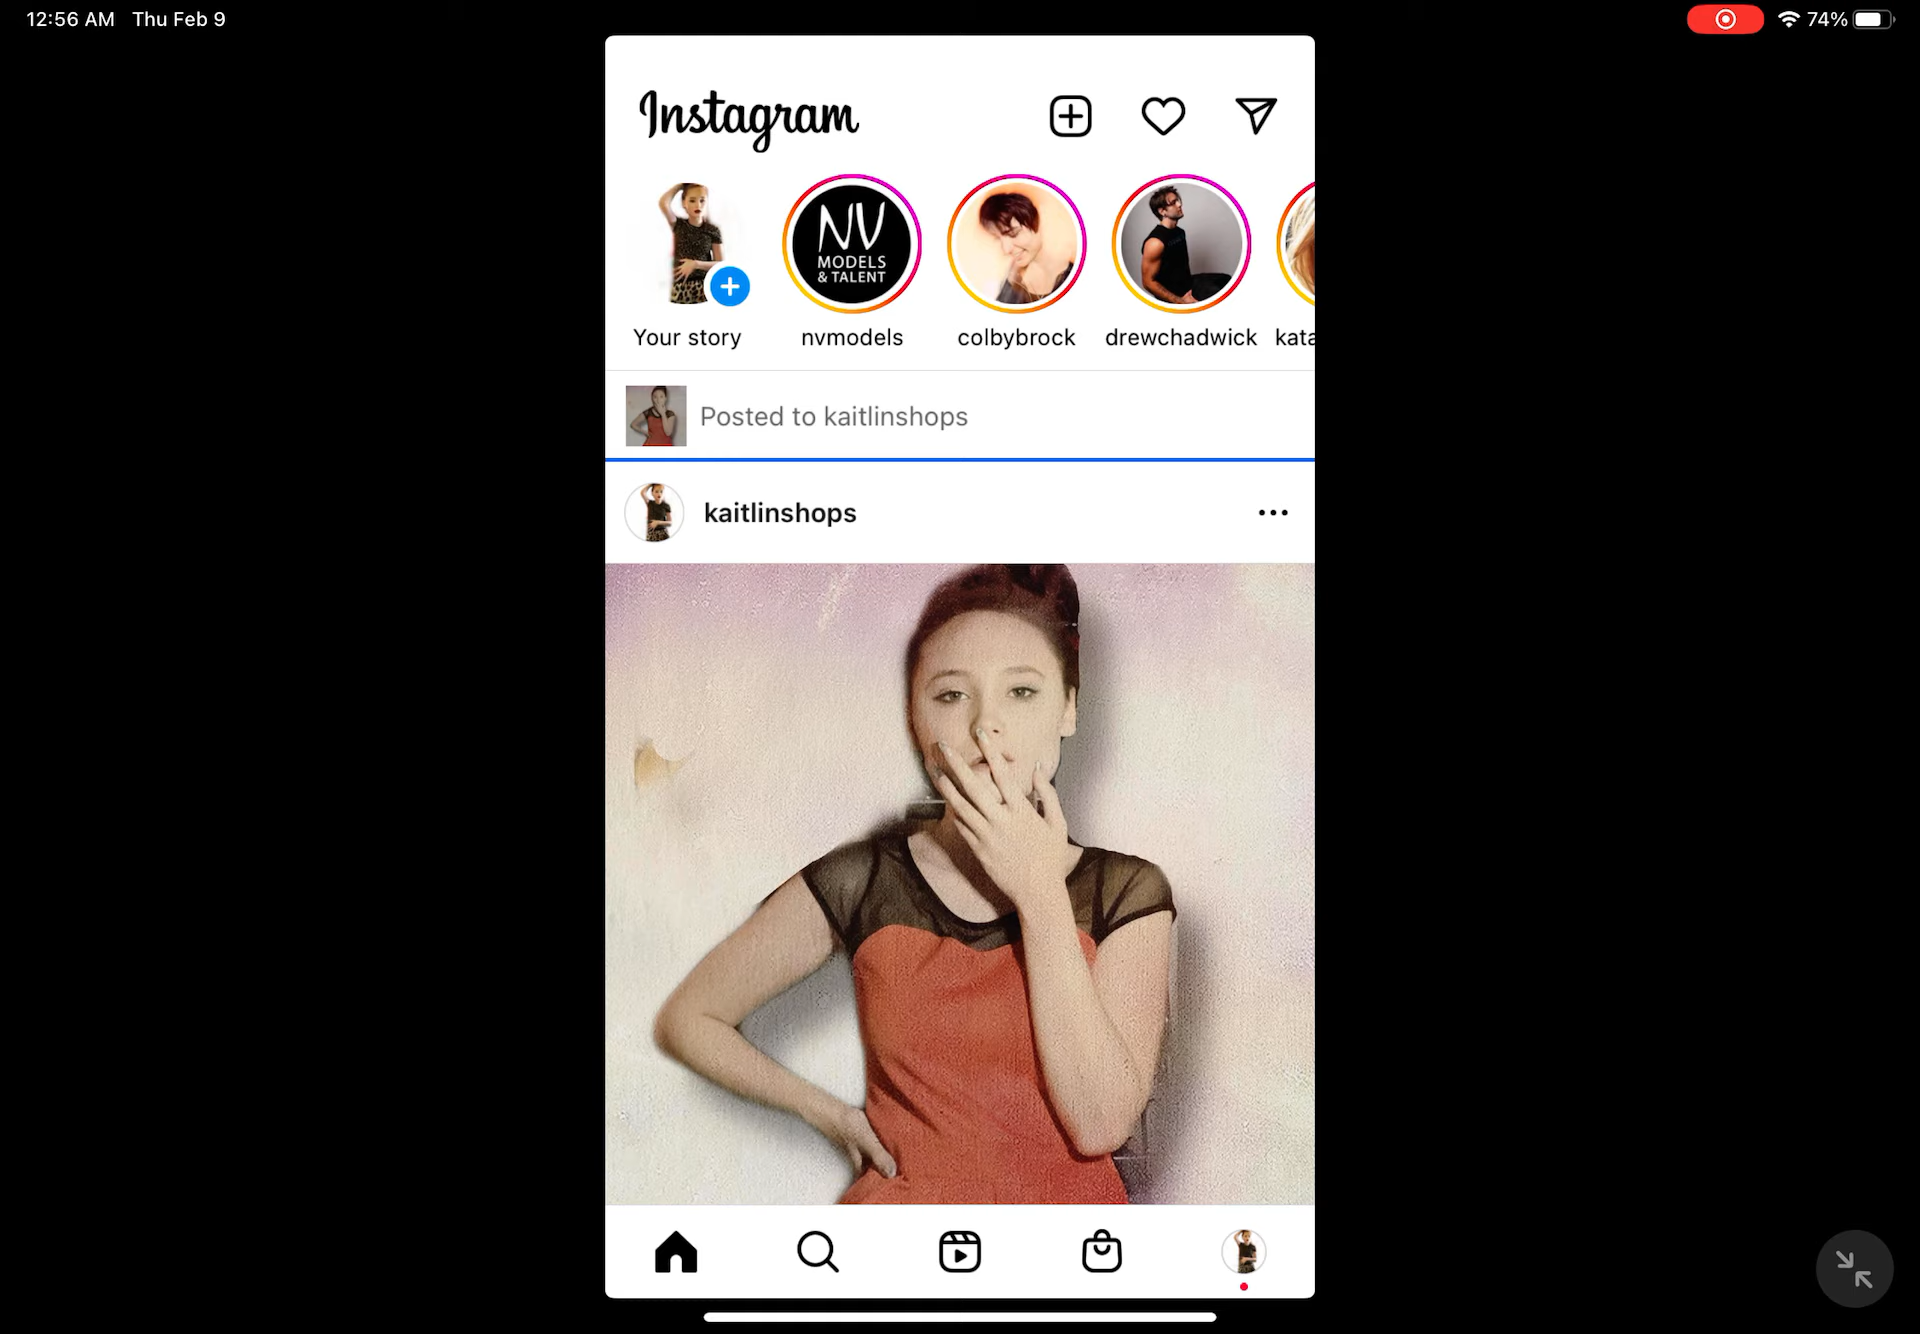 12:56 AM Thu Feb 9
74%
Instagram
NV
MODELS
& TALENT
Your story
nvmodels
colbybrock
drewchadwick
kata
Posted to kaitlinshops
kaitlinshops